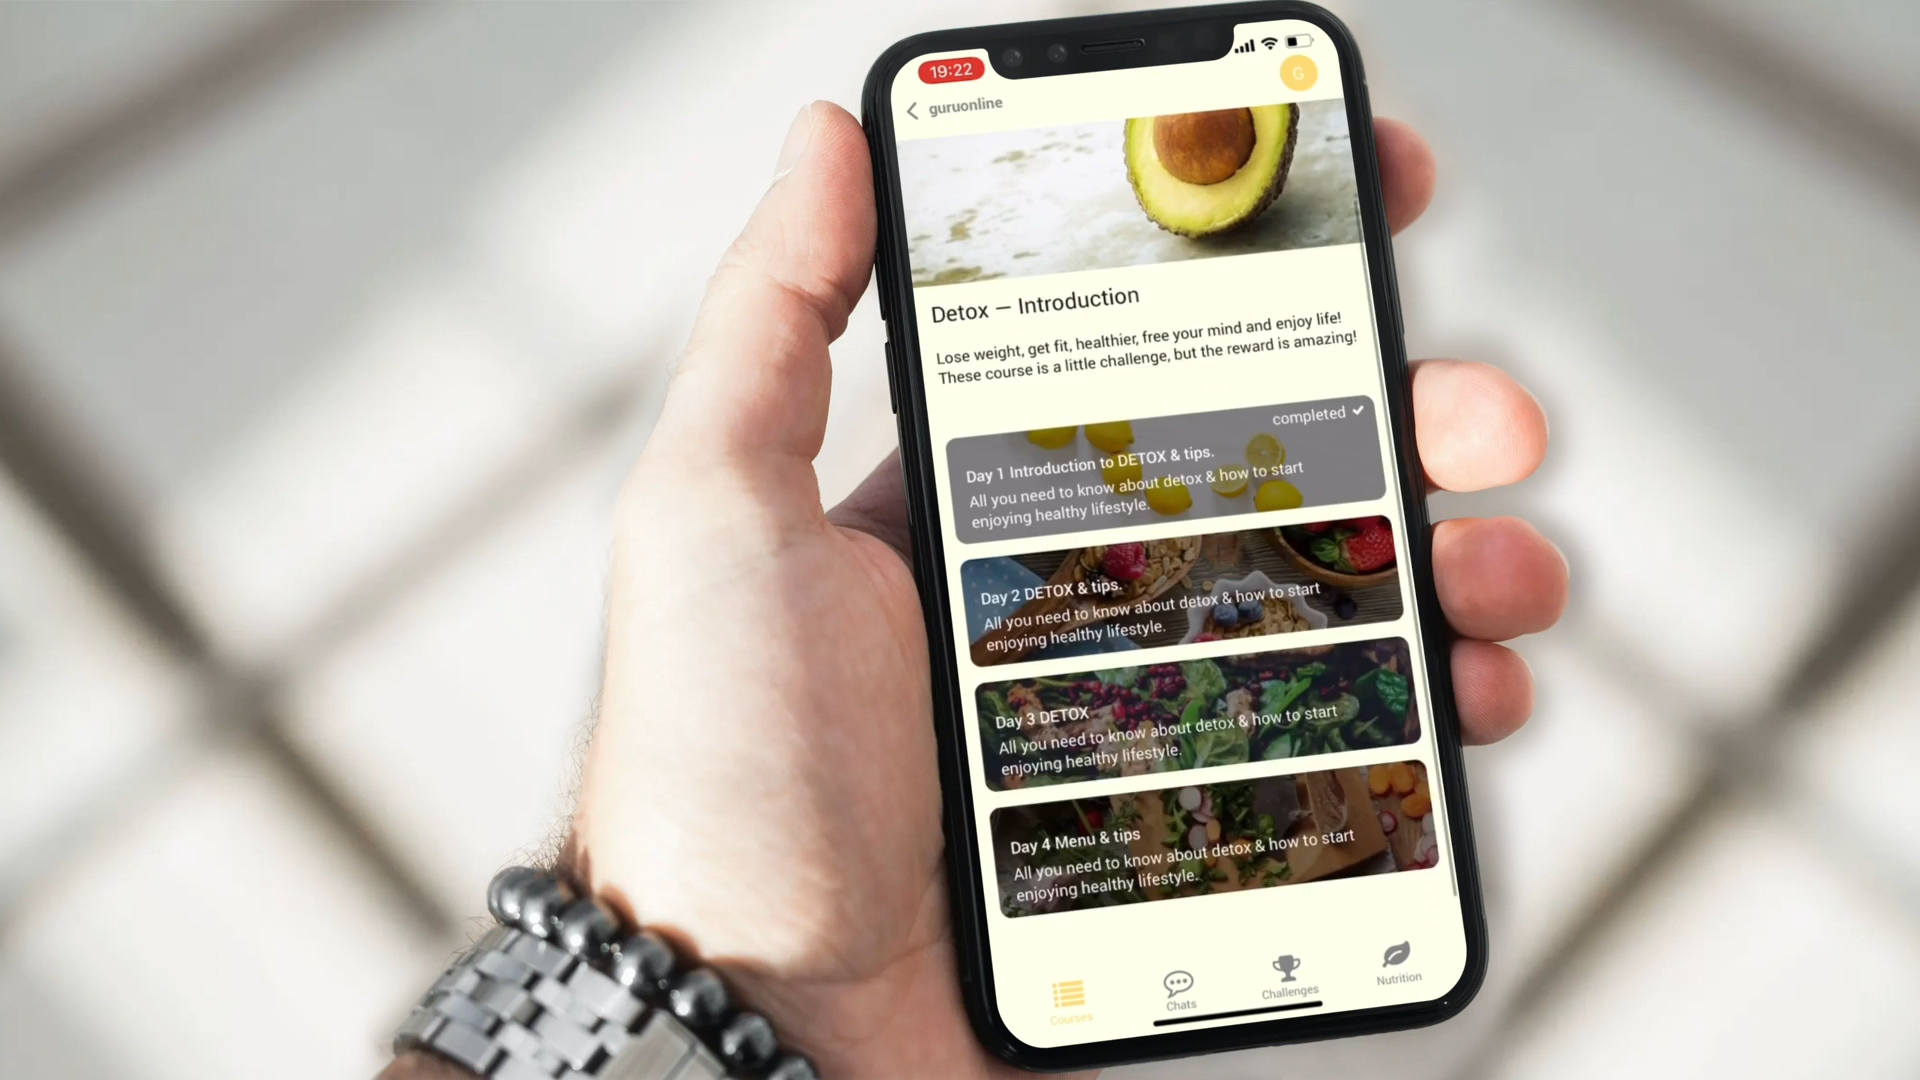 19:22
G
guruonline
Detox — Introduction
Lose weight, get fit, healthier, free your mind and enjoy life!
These course is a little challenge, but the reward is amazing!
completed
Day 1 Introduction to DETOX & tips.
All you need to know about detox & how to start
enjoying healthy lifestyle.
Day 2 DETOX & tips.
All you need to know about detox & how to start
enjoying healthy lifestyle.
Day 3 DETOX
All you need to know about detox & how to start
enjoying healthy lifestyle.
Day 4 Menu & tips
All you need to know about detox & how to start
enjoying healthy lifestyle.
Courses
Chats
Challenges
Nutrition